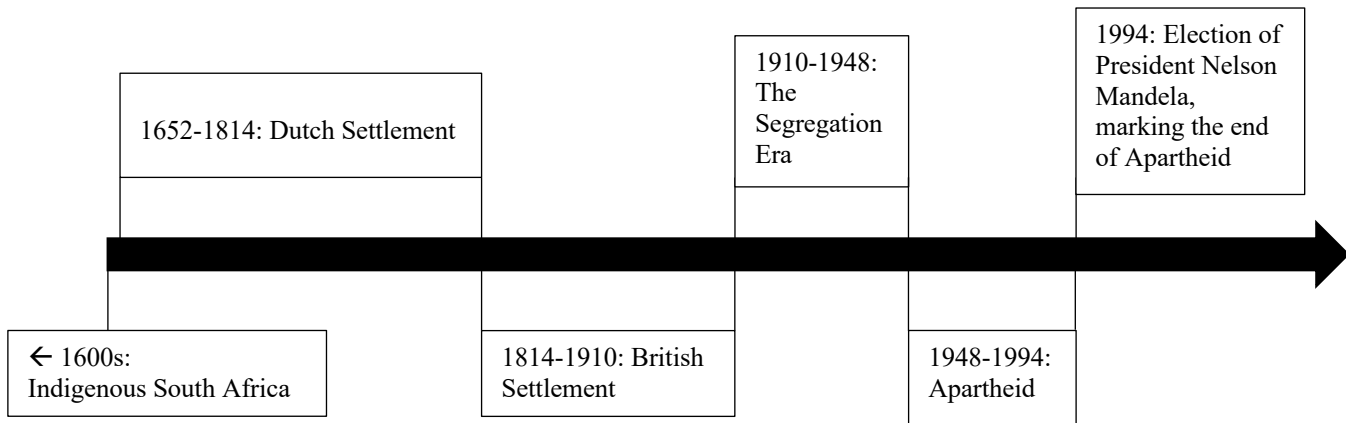 1652-1814: Dutch Settlement
1910-1948:
The
Segregation
Era
1994: Election of
President Nelson
Mandela,
marking the end
of Apartheid
← 1600s:
Indigenous South Africa
1814-1910: British
Settlement
1948-1994:
Apartheid